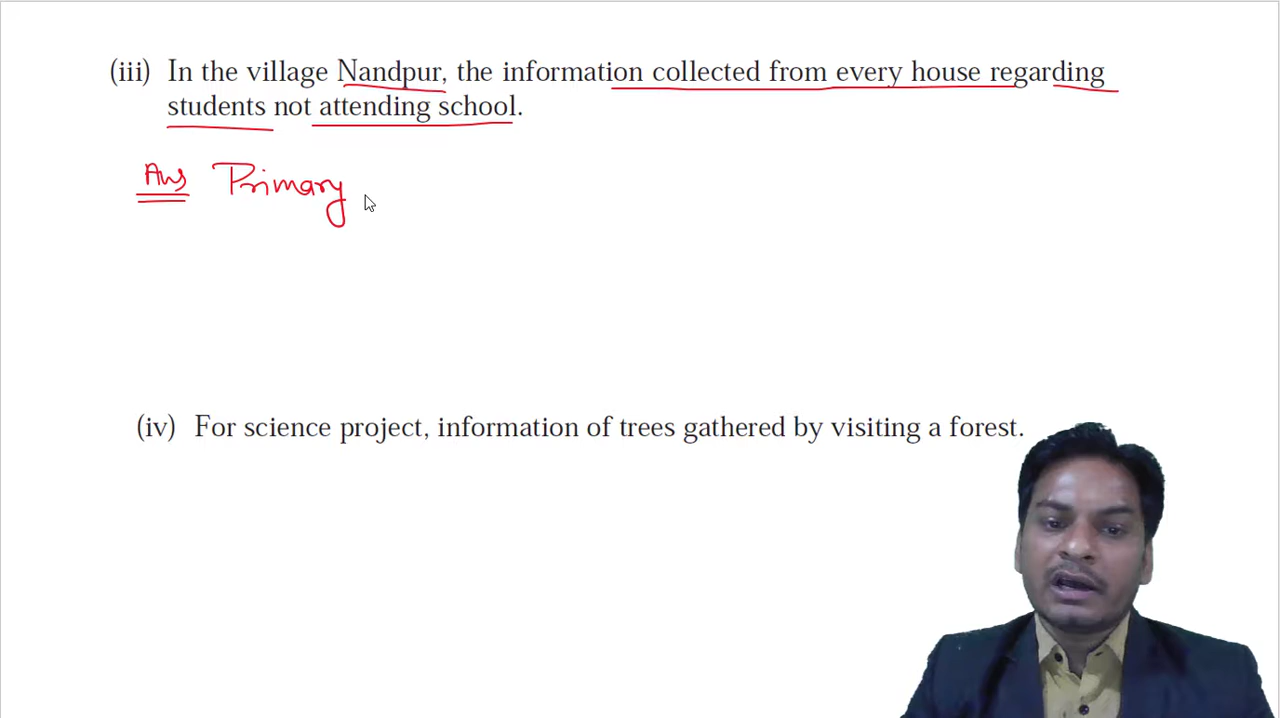 (iii) In the village Nandpur, the information collected from every house regarding
students not attending school.
Ans Primary
(iv) For science project, information of trees gathered by visiting a forest.